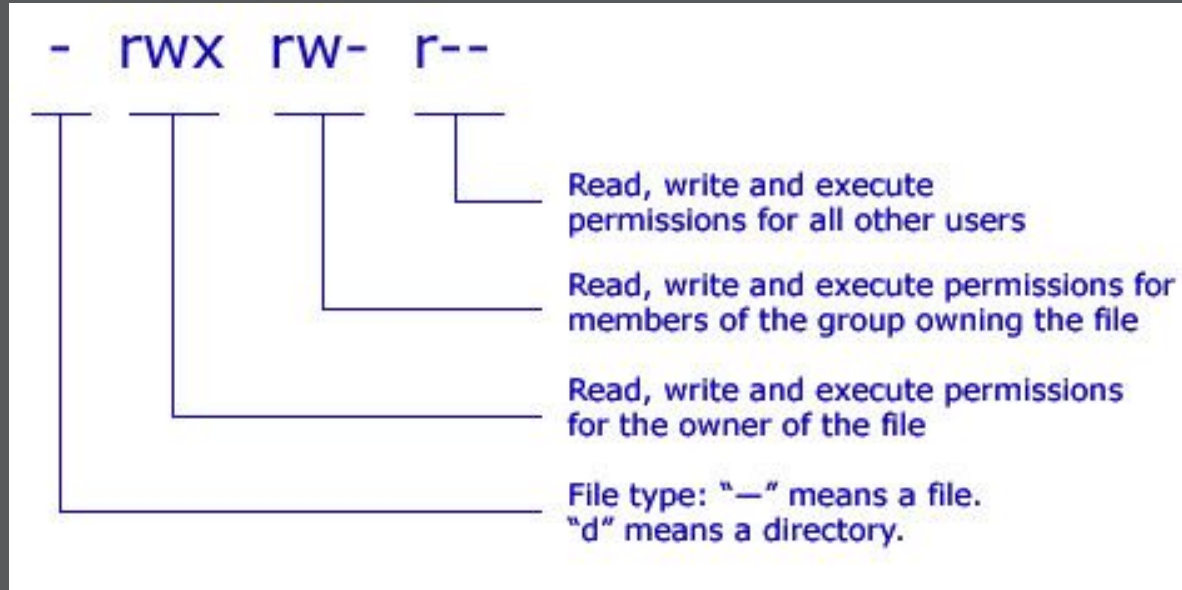 - rwx rw- r--
Read, write and execute
permissions for all other users
Read, write and execute permissions for
members of the group owning the file
Read, write and execute permissions
for the owner of the file
File type: “—” means a file.
“d” means a directory.